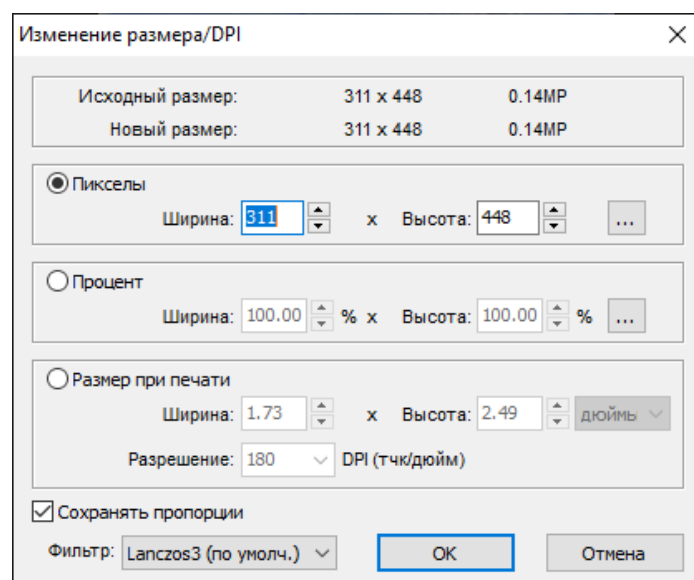 Изменение размера/DPI
Исходный размер: 311 x 448 0.14MP
Новый размер: 311 x 448 0.14MP
Пикселы
Ширина: 311 x Высота: 448 ...
Процент
Ширина: 100.00 % x Высота: 100.00 % ...
Размер при печати
Ширина: 1.73 x Высота: 2.49 дюймы
Разрешение: 180 DPI (тчк/дюйм)
Сохранять пропорции
Фильтр: Lanczos3 (по умолч.) OK Отмена